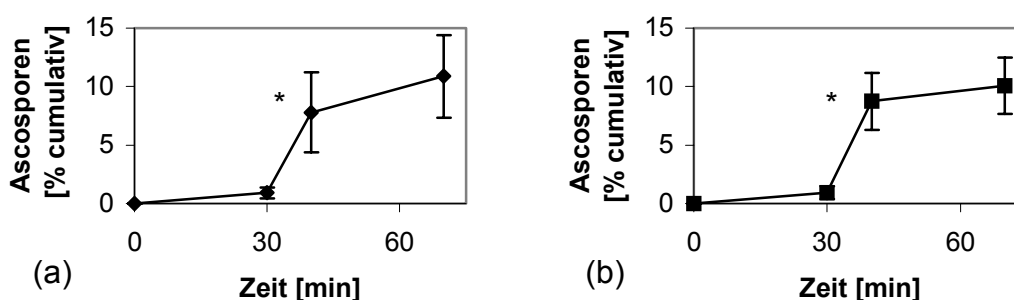 Ascosporen
[% cumulativ]
15
10
5
0
*
0
30
60
Zeit [min]
(a)
Ascosporen
[% cumulativ]
15
10
5
0
*
0
30
60
Zeit [min]
(b)